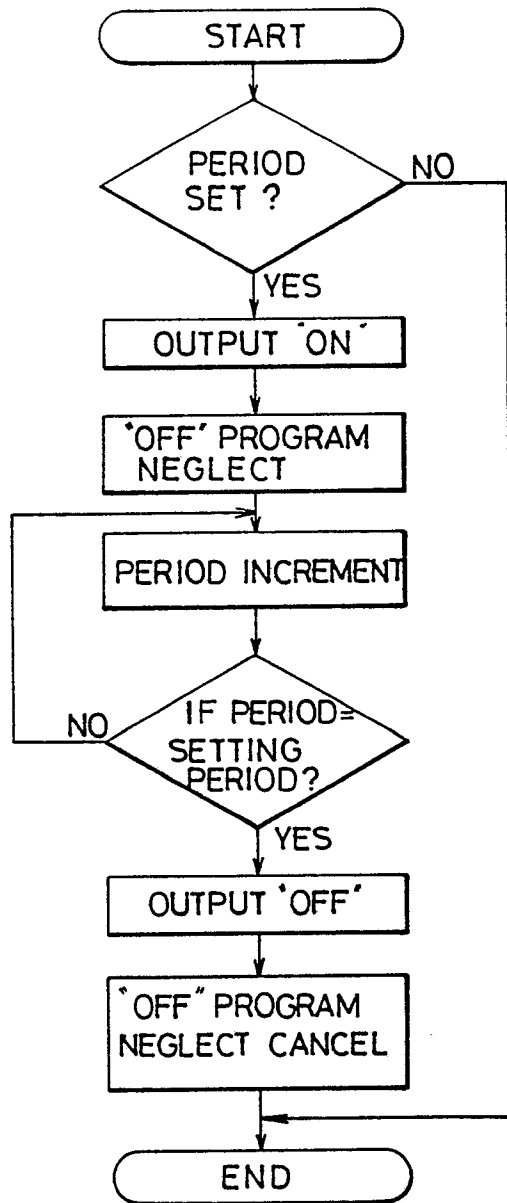 START
PERIOD
SET ?
NO
YES
OUTPUT "ON"
"OFF" PROGRAM
NEGLECT
PERIOD INCREMENT
IF PERIOD=
SETTING
PERIOD?
NO
YES
OUTPUT "OFF"
"OFF" PROGRAM
NEGLECT CANCEL
END